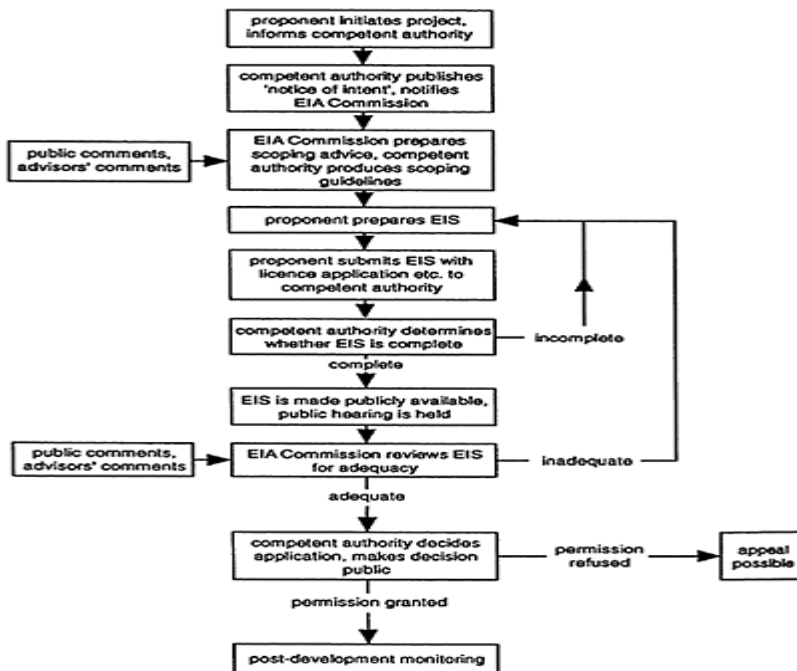 proponent initiates project,
informs competent authority
competent authority publishes
'notice of intent', notifies
EIA Commission
public comments,
advisors' comments
EIA Commission prepares
scoping advice, competent
authority produces scoping
guidelines
proponent prepares EIS
proponent submits EIS with
licence application etc. to
competent authority
competent authority determines
whether EIS is complete
incomplete
complete
EIS is made publicly available,
public hearing is held
public comments,
advisors' comments
EIA Commission reviews EIS
for adequacy
inadequate
adequate
competent authority decides
application, makes decision
public
permission
refused
appeal
possible
permission granted
post-development monitoring